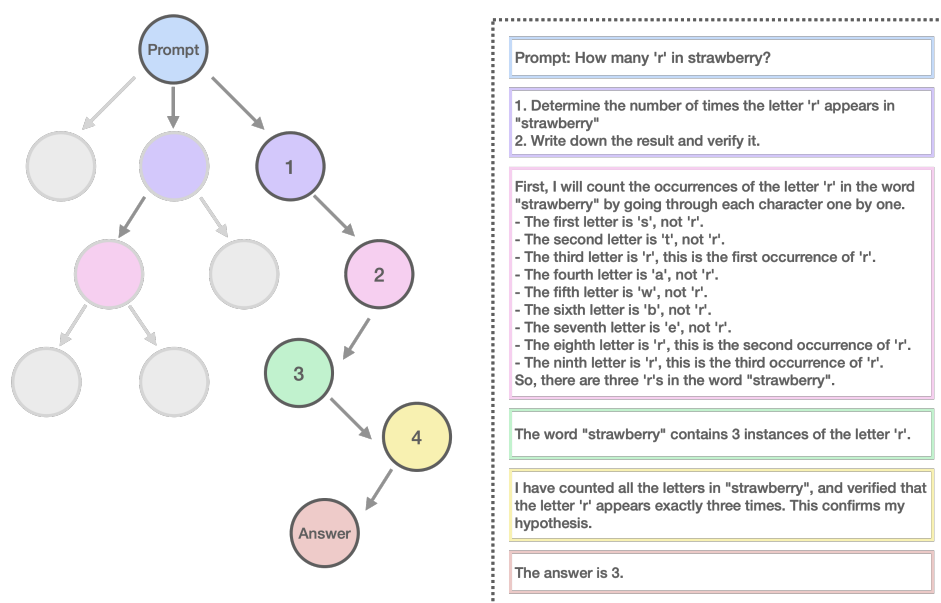 Prompt
1
2
3
4
Answer
Prompt: How many 'r' in strawberry?
1. Determine the number of times the letter 'r' appears in
"strawberry"
2. Write down the result and verify it.
First, I will count the occurrences of the letter 'r' in the word
"strawberry" by going through each character one by one.
- The first letter is 's', not 'r'.
- The second letter is 't', not 'r'.
- The third letter is 'r', this is the first occurrence of 'r'.
- The fourth letter is 'a', not 'r'.
- The fifth letter is 'w', not 'r'.
- The sixth letter is 'b', not 'r'.
- The seventh letter is 'e', not 'r'.
- The eighth letter is 'r', this is the second occurrence of 'r'.
- The ninth letter is 'r', this is the third occurrence of 'r'.
So, there are three 'r's in the word "strawberry".
The word "strawberry" contains 3 instances of the letter 'r'.
I have counted all the letters in "strawberry", and verified that
the letter 'r' appears exactly three times. This confirms my
hypothesis.
The answer is 3.